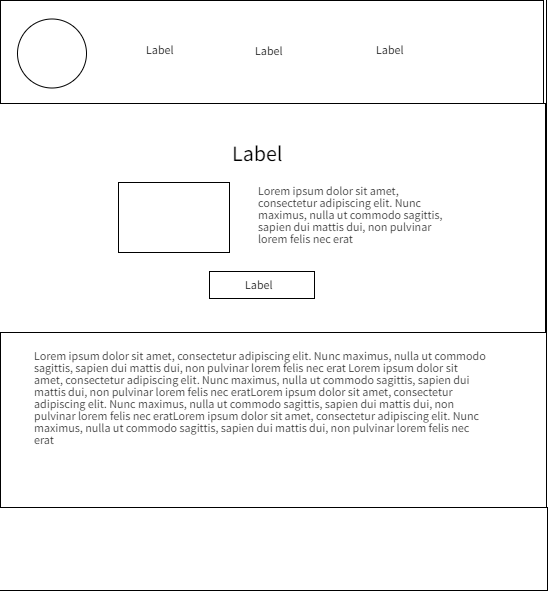 Label
Label
Label
Label
Lorem ipsum dolor sit amet,
consectetur adipiscing elit. Nunc
maximus, nulla ut commodo sagittis,
sapien dui mattis dui, non pulvinar
lorem felis nec erat
Label
Lorem ipsum dolor sit amet, consectetur adipiscing elit. Nunc maximus, nulla ut commodo
sagittis, sapien dui mattis dui, non pulvinar lorem felis nec erat Lorem ipsum dolor sit
amet, consectetur adipiscing elit. Nunc maximus, nulla ut commodo sagittis, sapien dui
mattis dui, non pulvinar lorem felis nec eratLorem ipsum dolor sit amet, consectetur
adipiscing elit. Nunc maximus, nulla ut commodo sagittis, sapien dui mattis dui, non
pulvinar lorem felis nec eratLorem ipsum dolor sit amet, consectetur adipiscing elit. Nunc
maximus, nulla ut commodo sagittis, sapien dui mattis dui, non pulvinar lorem felis nec
erat